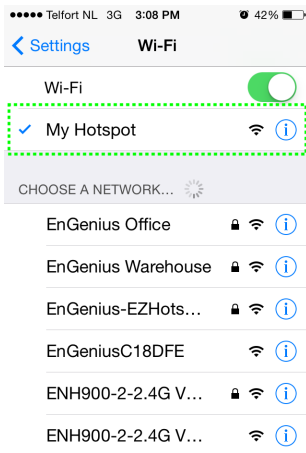 Telfort NL 3G 3:08 PM 42%
Settings Wi-Fi
Wi-Fi
My Hotspot
CHOOSE A NETWORK...
EnGenius Office
EnGenius Warehouse
EnGenius-EZHots...
EnGeniusC18DFE
ENH900-2-2.4G V...
ENH900-2-2.4G V...